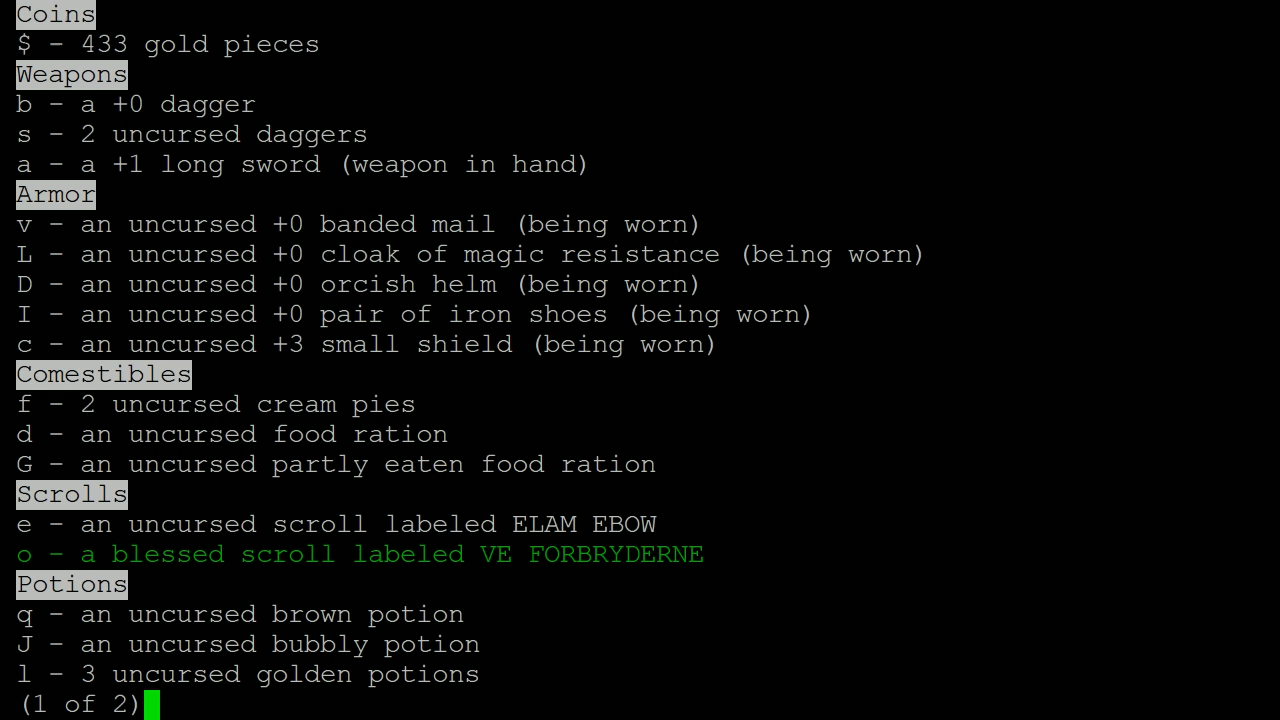 Coins
$ - 433 gold pieces
Weapons
b - a +0 dagger
s - 2 uncursed daggers
a - a +1 long sword (weapon in hand)
Armor
v - an uncursed +0 banded mail (being worn)
L - an uncursed +0 cloak of magic resistance (being worn)
D - an uncursed +0 orcish helm (being worn)
I - an uncursed +0 pair of iron shoes (being worn)
c - an uncursed +3 small shield (being worn)
Comestibles
f - 2 uncursed cream pies
d - an uncursed food ration
G - an uncursed partly eaten food ration
Scrolls
e - an uncursed scroll labeled ELAM EBOW
o - a blessed scroll labeled VE FORBRYDERNE
Potions
q - an uncursed brown potion
J - an uncursed bubbly potion
l - 3 uncursed golden potions
(1 of 2)